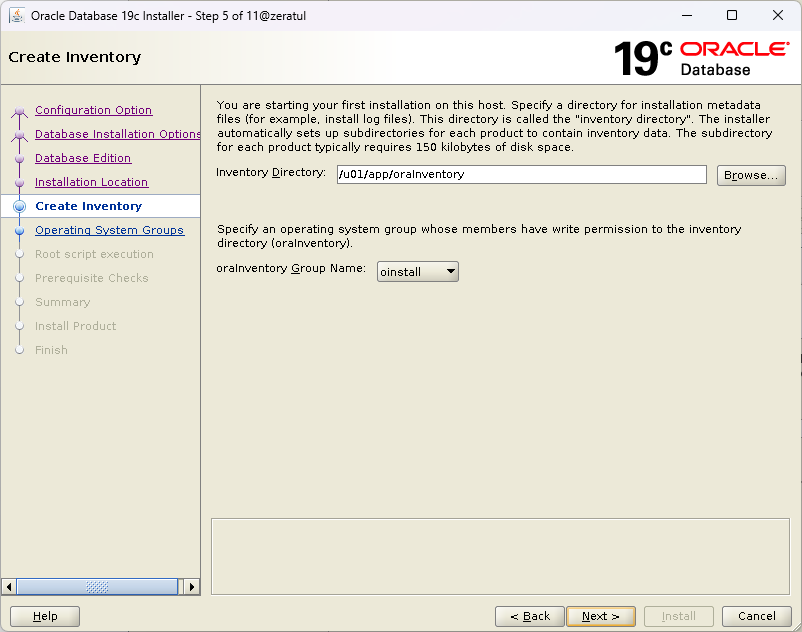 Oracle Database 19c Installer - Step 5 of 11@zeratul
Create Inventory
19c ORACLE
Database
Configuration Option
Database Installation Options
Database Edition
Installation Location
Create Inventory
Operating System Groups
Root script execution
Prerequisite Checks
Summary
Install Product
Finish
You are starting your first installation on this host. Specify a directory for installation metadata
files (for example, install log files). This directory is called the "inventory directory". The installer
automatically sets up subdirectories for each product to contain inventory data. The subdirectory
for each product typically requires 150 kilobytes of disk space.
Inventory Directory: /u01/app/oraInventory Browse...
Specify an operating system group whose members have write permission to the inventory
directory (oraInventory).
oraInventory Group Name: oinstall
Help < Back Next > Install Cancel